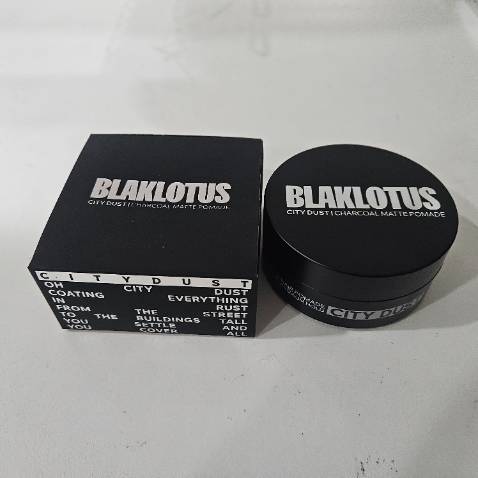 BLAKLOTUS
CITY DUST | CHARCOAL MATTE POMADE
CITYDUST
OH CITY DUST
COATING EVERYTHING
IN RUST
FROM THE STREET
TO THE BUILDINGS TALL
YOU SETTLE AND
YOU COVER ALL
BLAKLOTUS
CITY DUST | CHARCOAL MATTE POMADE
POMADE
CITY DUS